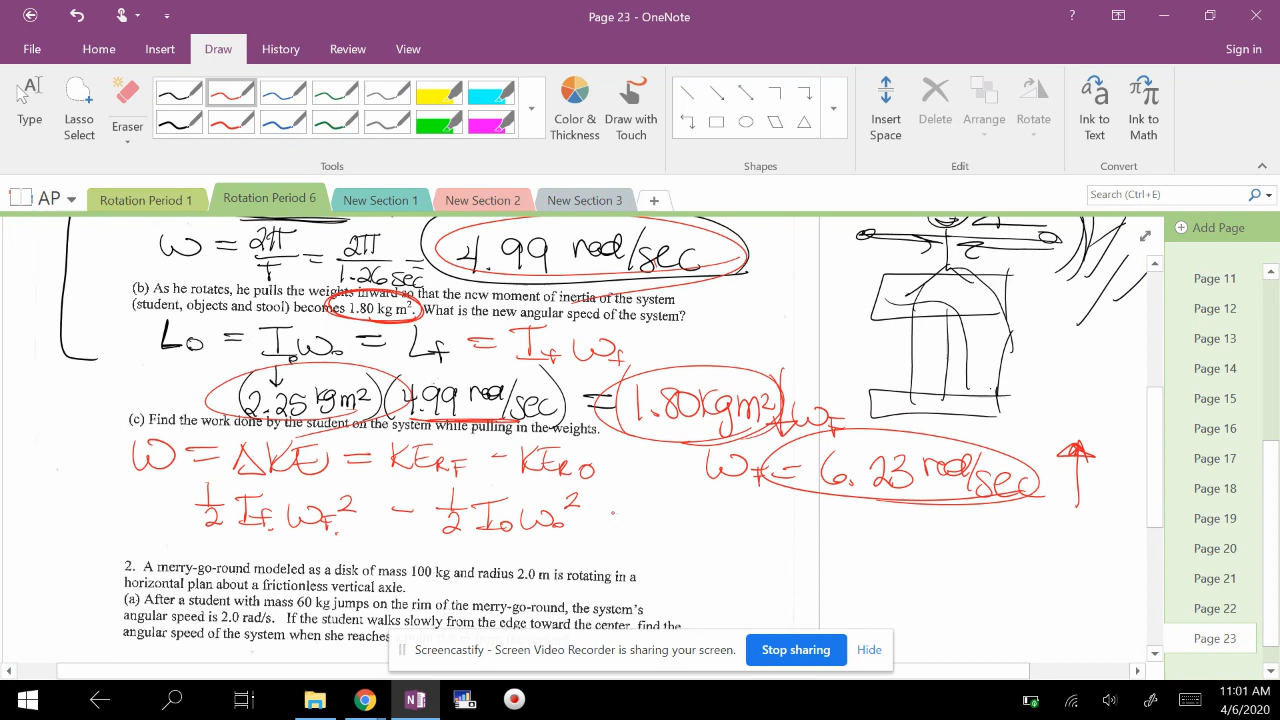 Page 23 - OneNote
File Home Insert Draw History Review View Sign in
Type Lasso Select Eraser Color & Thickness Draw with Touch Insert Space Delete Arrange Rotate Ink to Text Ink to Math
Tools Shapes Edit Convert
AP Rotation Period 1 Rotation Period 6 New Section 1 New Section 2 New Section 3 + Search (Ctrl+E)
Add Page
Page 11
Page 12
Page 13
Page 14
Page 15
Page 16
Page 17
Page 18
Page 19
Page 20
Page 21
Page 22
Page 23
ω = 2π/T = 2π/1.26 sec = 4.99 rad/sec
(b) As he rotates, he pulls the weights inward so that the new moment of inertia of the system
(student, objects and stool) becomes 1.80 kg m². What is the new angular speed of the system?
L₀ = I₀ω₀ = Lf = If ωf
(2.25 kgm²)(4.99 rad/sec) = (1.80kgm²) ωf
(c) Find the work done by the student on the system while pulling in the weights.
W = ΔKE = KERF - KERO
ωf = 6.23 rad/sec
½ If ωf² - ½ I₀ω₀²
2. A merry-go-round modeled as a disk of mass 100 kg and radius 2.0 m is rotating in a
horizontal plan about a frictionless vertical axle.
(a) After a student with mass 60 kg jumps on the rim of the merry-go-round, the system's
angular speed is 2.0 rad/s. If the student walks slowly from the edge toward the center, find the
angular speed of the system when she reaches
Screencastify - Screen Video Recorder is sharing your screen. Stop sharing Hide
11:01 AM
4/6/2020